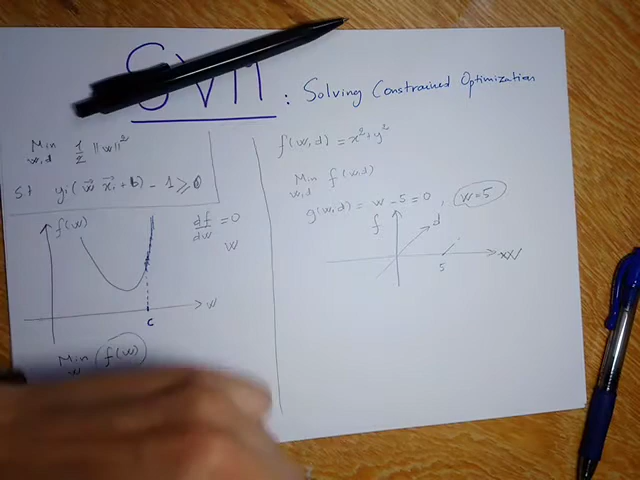 SVM : Solving Constrained Optimization
Min 1/2 ||w||²
w,d
s.t yi(w⃗ x⃗i + b) - 1 ≥ 0
f(w)
df/dw = 0
w
w
c
Min f(w)
w
f(w,d) = x²+y²
Min f(w,d)
w,d
g(w,d) = w - 5 = 0 , w=5
f
d
5